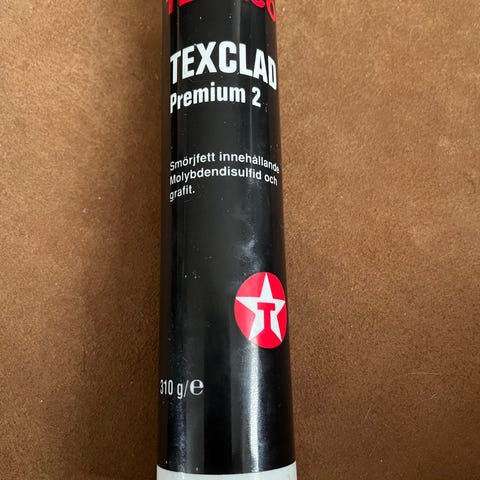 TEXCLAD
Premium 2
Smörjfett innehållande
Molybdendisulfid och
grafit.
T
310 g/e